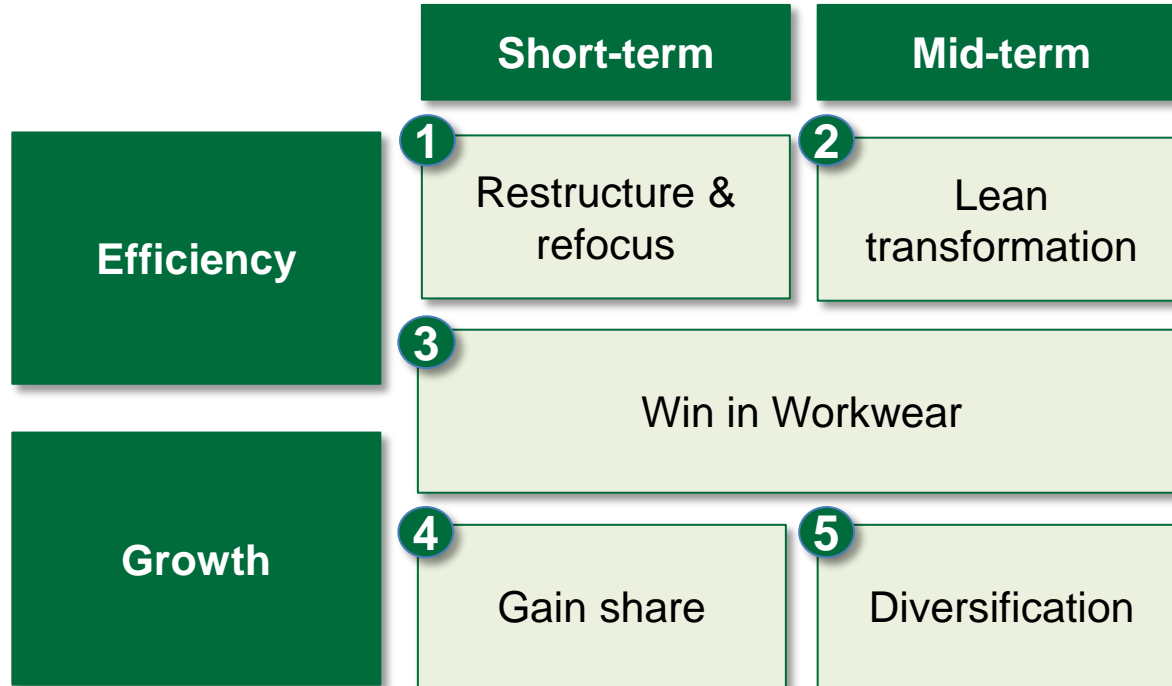 Short-term
Mid-term
Efficiency
1
Restructure &
refocus
2
Lean
transformation
3
Win in Workwear
Growth
4
Gain share
5
Diversification